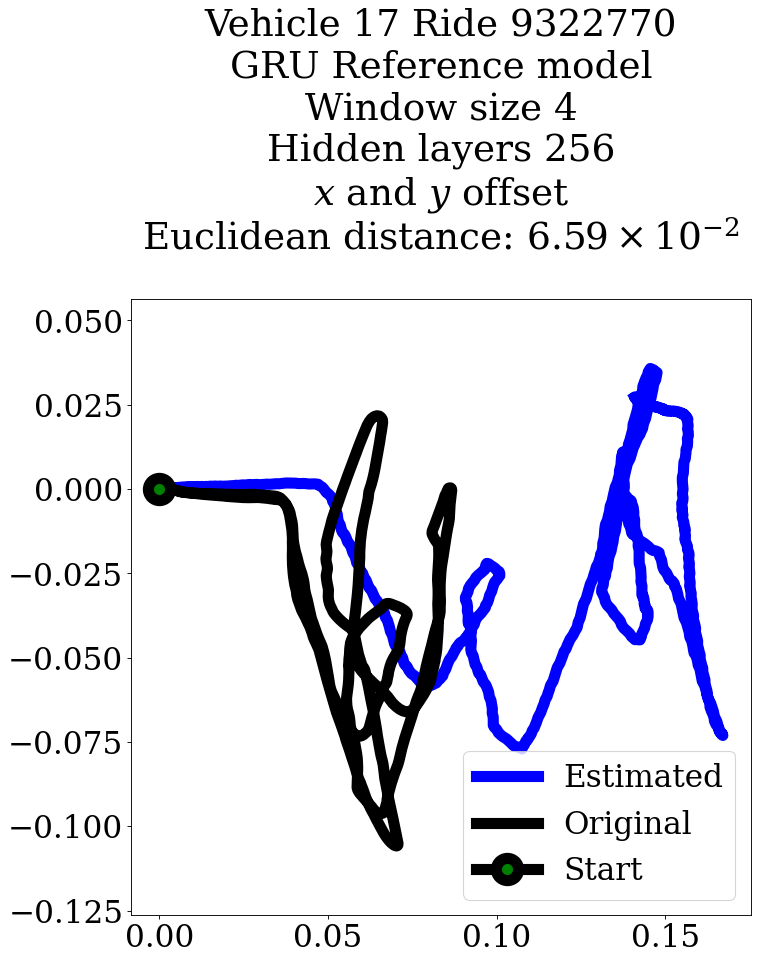 Vehicle 17 Ride 9322770
GRU Reference model
Window size 4
Hidden layers 256
x and y offset
Euclidean distance: 6.59 × 10⁻²
0.050
0.025
0.000
−0.025
−0.050
−0.075
−0.100
−0.125
Estimated
Original
Start
0.00 0.05 0.10 0.15